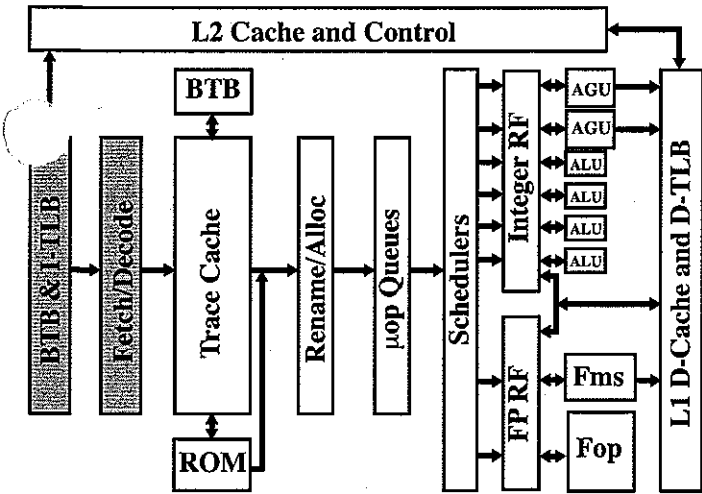 L2 Cache and Control
BTB
BTB & I-TLB
Fetch/Decode
Trace Cache
ROM
Rename/Alloc
µop Queues
Schedulers
Integer RF
FP RF
AGU
AGU
ALU
ALU
ALU
ALU
Fms
Fop
L1 D-Cache and D-TLB